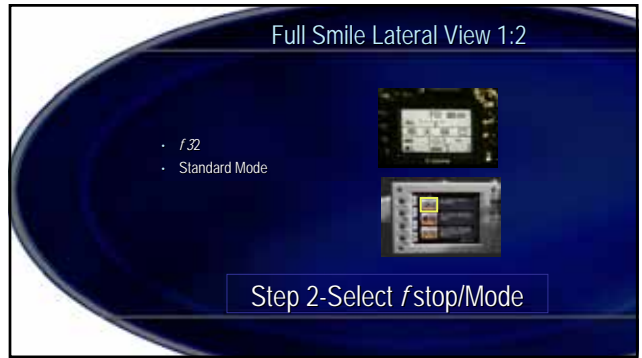 Full Smile Lateral View 1:2
• f 32
• Standard Mode
Step 2-Select f stop/Mode